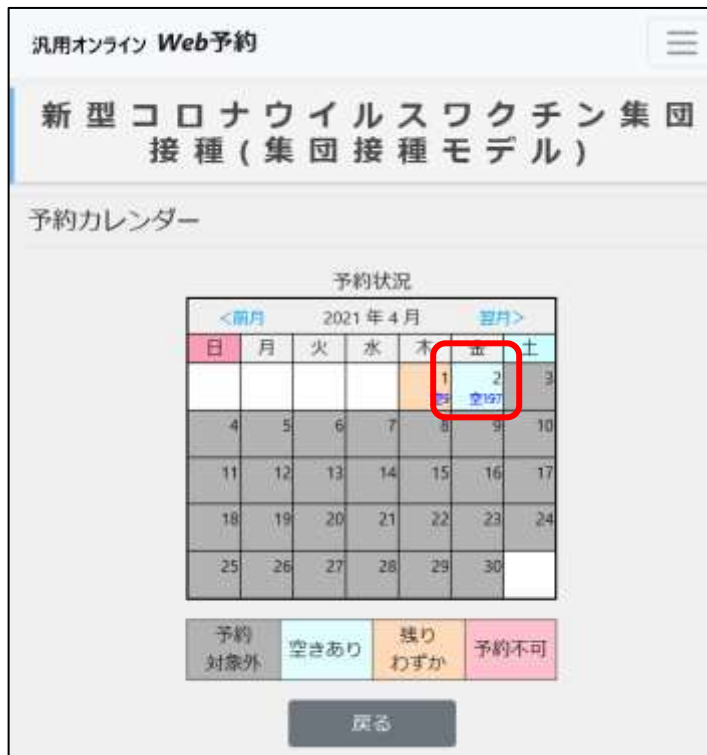 汎用オンライン Web予約
新型コロナウイルスワクチン集団
接種(集団接種モデル)
予約カレンダー
予約状況
<前月 2021年4月 翌月>
日 月 火 水 木 金 土
1 2 3
空197
4 5 6 7 8 9 10
11 12 13 14 15 16 17
18 19 20 21 22 23 24
25 26 27 28 29 30
予約
対象外
空きあり
残り
わずか
予約不可
戻る